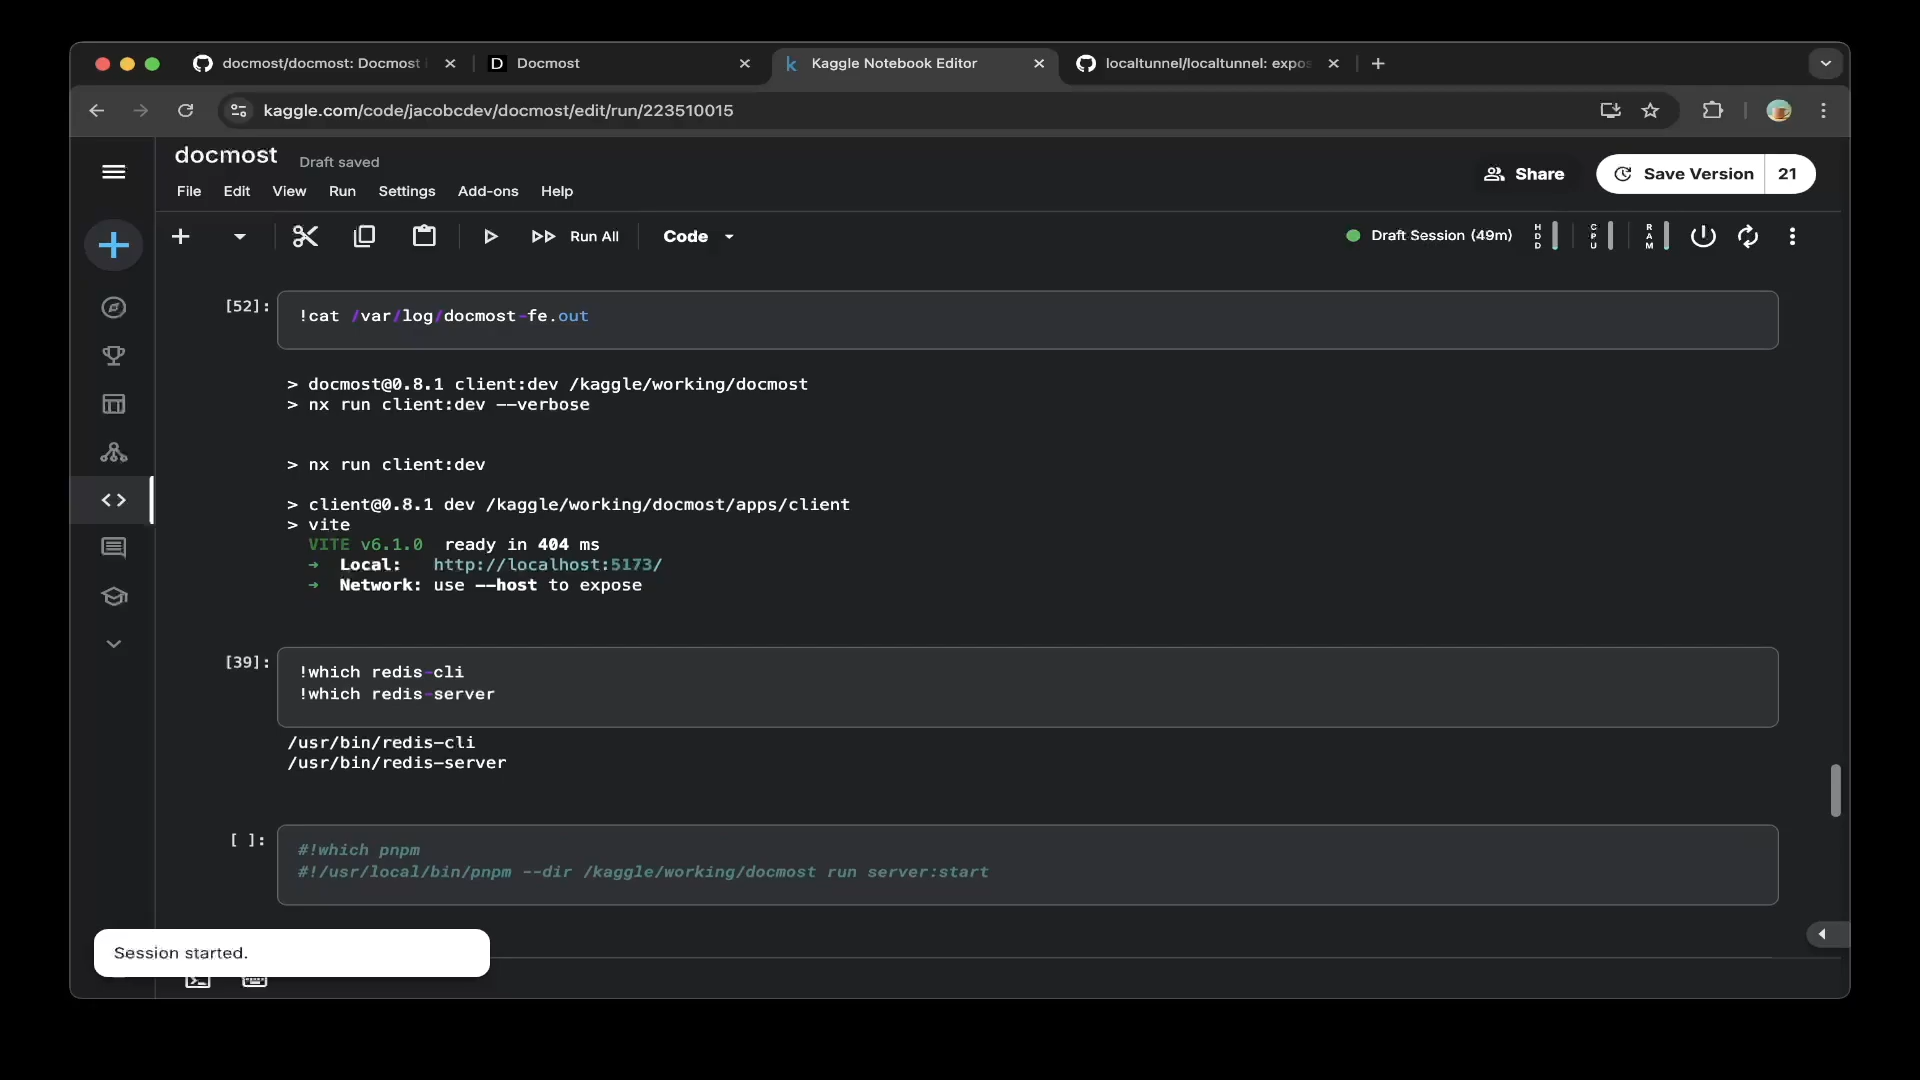 docmost/docmost: Docmost
D Docmost
Kaggle Notebook Editor
localtunnel/localtunnel: expo
kaggle.com/code/jacobcdev/docmost/edit/run/223510015
docmost Draft saved
File Edit View Run Settings Add-ons Help
Share
Save Version 21
Run All
Code
Draft Session (49m)
HDD
CPU
RAM
[52]:
!cat /var/log/docmost-fe.out
> docmost@0.8.1 client:dev /kaggle/working/docmost
> nx run client:dev --verbose
> nx run client:dev
> client@0.8.1 dev /kaggle/working/docmost/apps/client
> vite
VITE v6.1.0 ready in 404 ms
➜ Local: http://localhost:5173/
➜ Network: use --host to expose
[39]:
!which redis-cli
!which redis-server
/usr/bin/redis-cli
/usr/bin/redis-server
[ ]:
#!which pnpm
#!/usr/local/bin/pnpm --dir /kaggle/working/docmost run server:start
Session started.